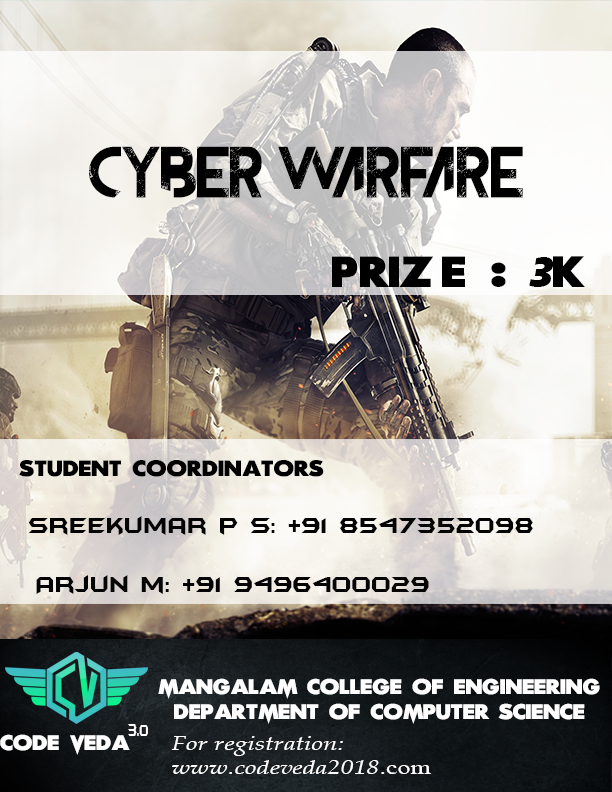 CYBER WARFARE
PRIZE : 3K
STUDENT COORDINATORS
SREEKUMAR P S: +91 8547352098
ARJUN M: +91 9496400029
CV
MANGALAM COLLEGE OF ENGINEERING
DEPARTMENT OF COMPUTER SCIENCE
CODE VEDA 3.0
For registration:
www.codeveda2018.com